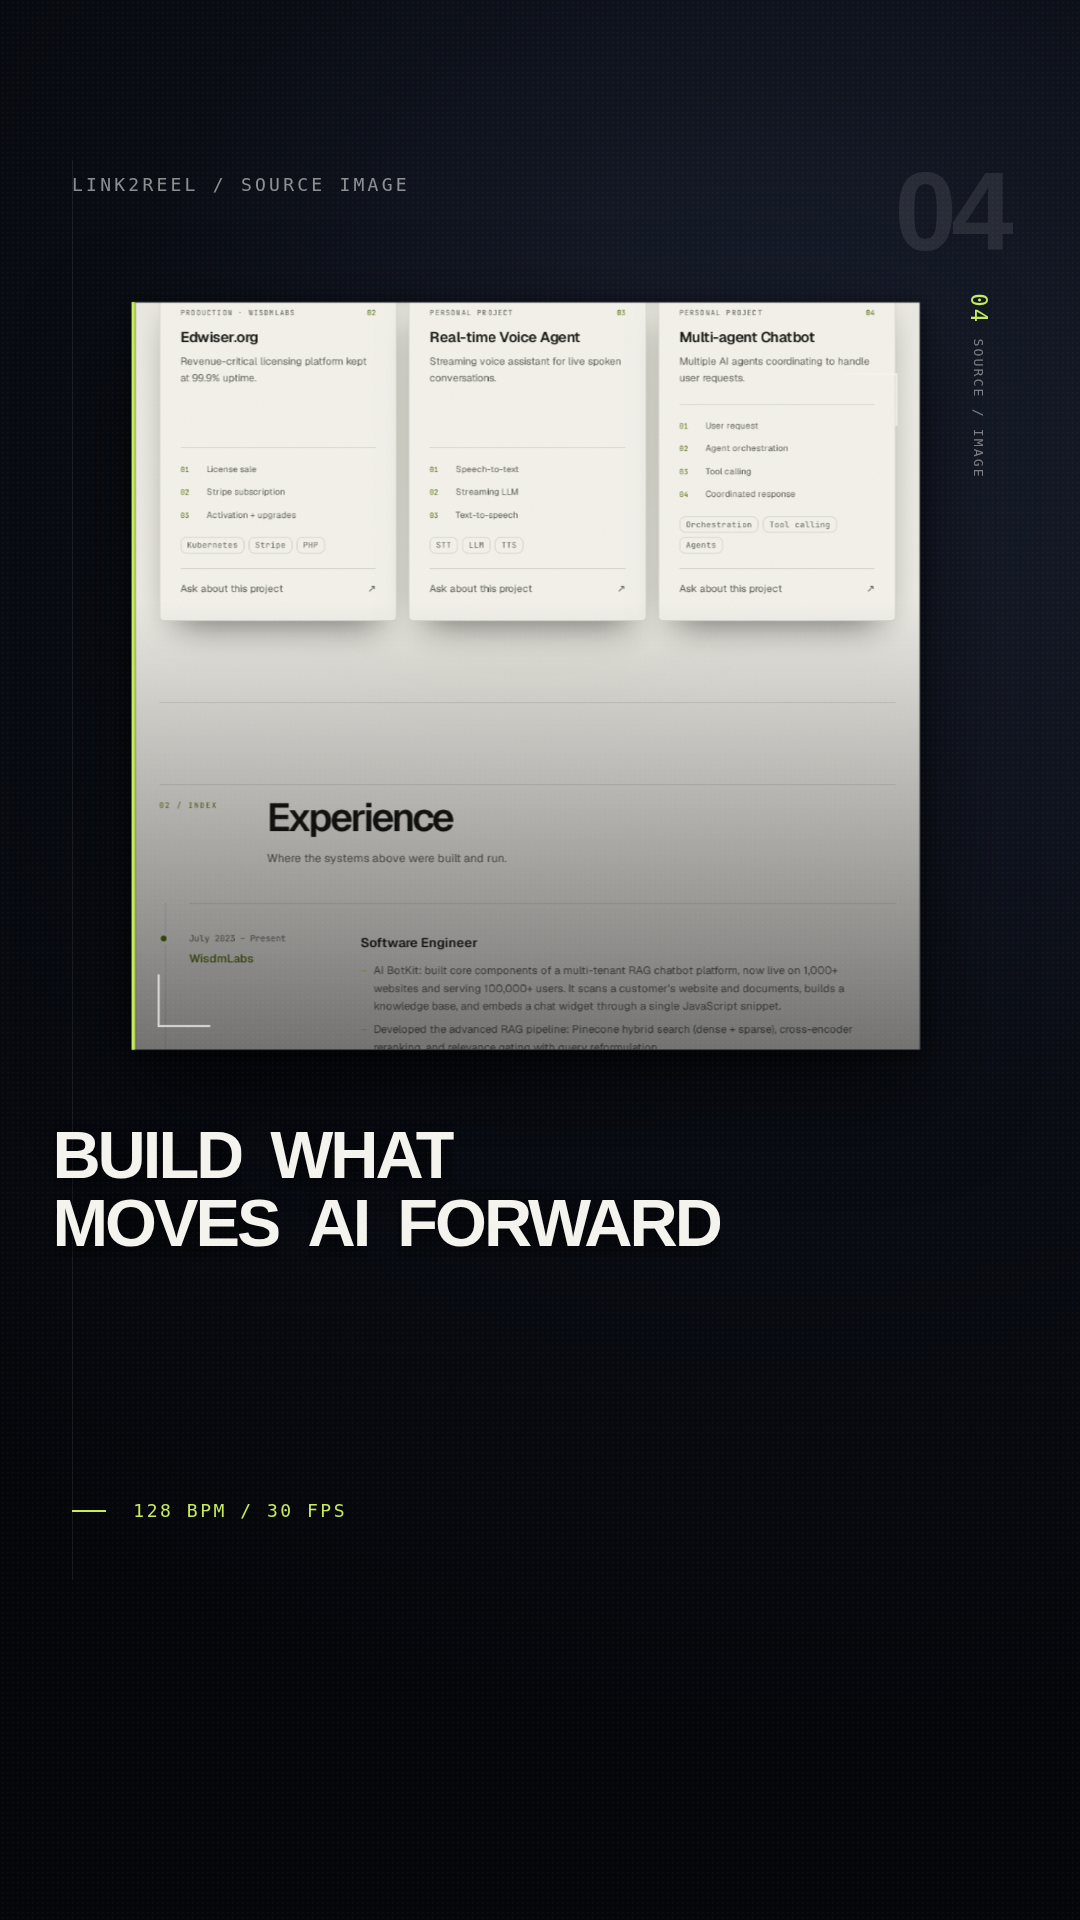 LINK2REEL / SOURCE IMAGE
04
04 SOURCE / IMAGE
PRODUCTION · WISDMLABS 02
Edwiser.org
Revenue-critical licensing platform kept
at 99.9% uptime.
01 License sale
02 Stripe subscription
03 Activation + upgrades
Kubernetes Stripe PHP
Ask about this project ↗
PERSONAL PROJECT 03
Real-time Voice Agent
Streaming voice assistant for live spoken
conversations.
01 Speech-to-text
02 Streaming LLM
03 Text-to-speech
STT LLM TTS
Ask about this project ↗
PERSONAL PROJECT 04
Multi-agent Chatbot
Multiple AI agents coordinating to handle
user requests.
01 User request
02 Agent orchestration
03 Tool calling
04 Coordinated response
Orchestration Tool calling
Agents
Ask about this project ↗
02 / INDEX
Experience
Where the systems above were built and run.
July 2023 — Present
WisdmLabs
Software Engineer
– AI BotKit: built core components of a multi-tenant RAG chatbot platform, now live on 1,000+
websites and serving 100,000+ users. It scans a customer's website and documents, builds a
knowledge base, and embeds a chat widget through a single JavaScript snippet.
– Developed the advanced RAG pipeline: Pinecone hybrid search (dense + sparse), cross-encoder
reranking, and relevance gating with query reformulation.
BUILD WHAT
MOVES AI FORWARD
128 BPM / 30 FPS